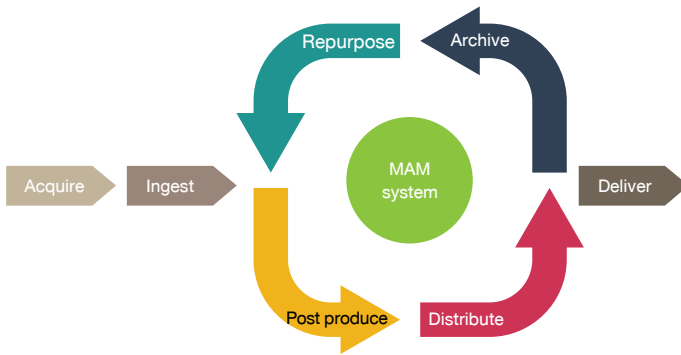 Repurpose
Archive
Acquire
Ingest
MAM
system
Deliver
Post produce
Distribute